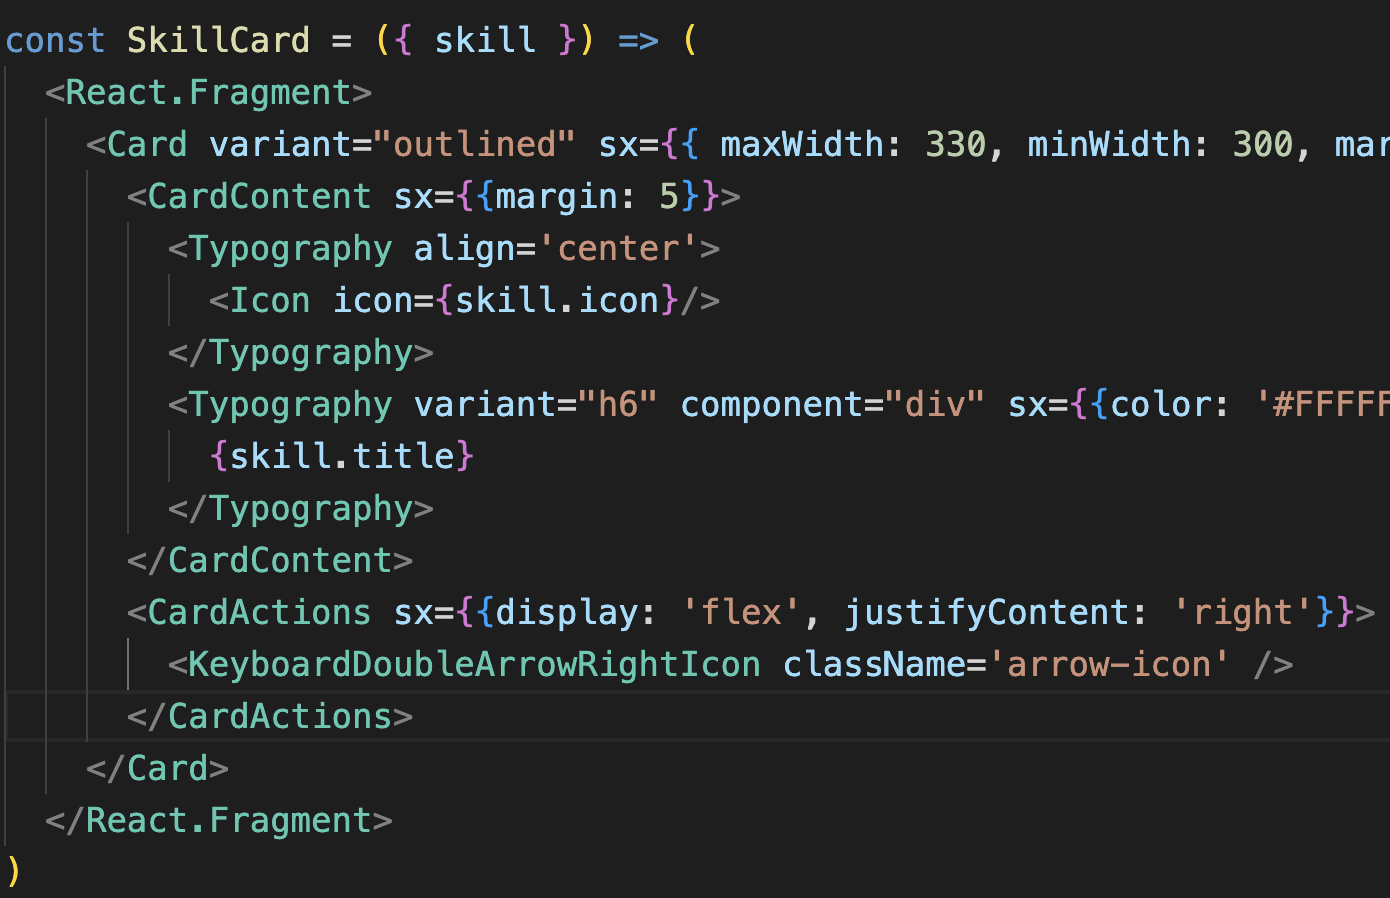 const SkillCard = ({ skill }) => (
<React.Fragment>
<Card variant="outlined" sx={{ maxWidth: 330, minWidth: 300, mar
<CardContent sx={{margin: 5}}>
<Typography align='center'>
<Icon icon={skill.icon}/>
</Typography>
<Typography variant="h6" component="div" sx={{color: '#FFFFF
{skill.title}
</Typography>
</CardContent>
<CardActions sx={{display: 'flex', justifyContent: 'right'}}>
<KeyboardDoubleArrowRightIcon className='arrow-icon' />
</CardActions>
</Card>
</React.Fragment>
)